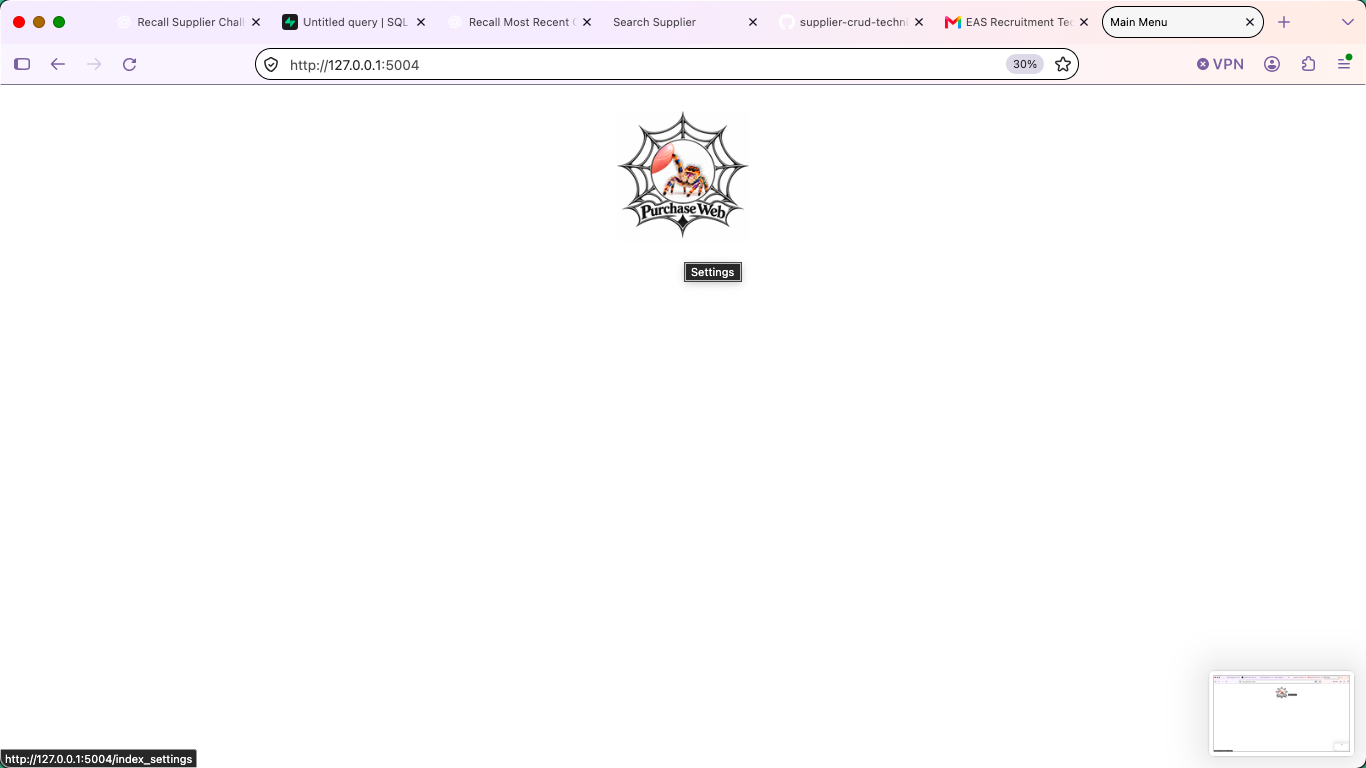 Recall Supplier Chall
Untitled query | SQL
Recall Most Recent
Search Supplier
supplier-crud-techni
EAS Recruitment Tec
Main Menu
http://127.0.0.1:5004
30%
VPN
Purchase Web
Settings
http://127.0.0.1:5004/index_settings